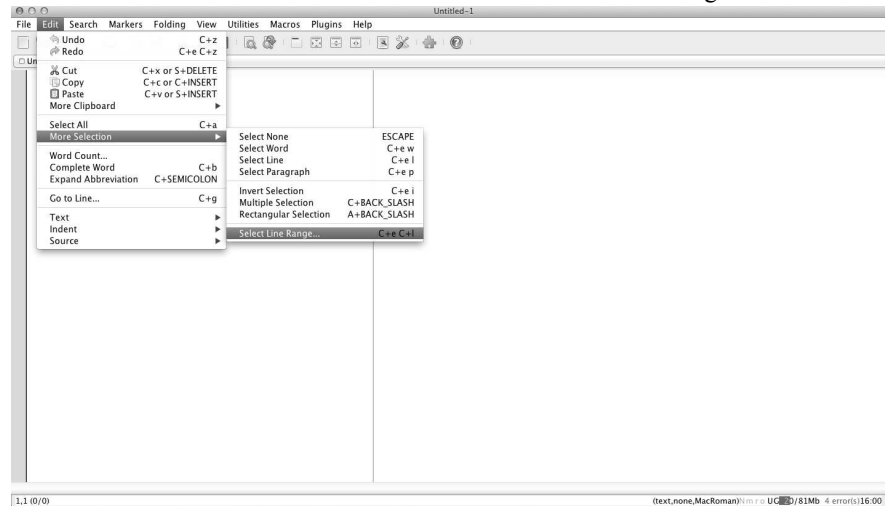 Untitled-1
File Edit Search Markers Folding View Utilities Macros Plugins Help
Undo C+z
Redo C+e C+z
Cut C+x or S+DELETE
Copy C+c or C+INSERT
Paste C+v or S+INSERT
More Clipboard
Select All C+a
More Selection
Word Count...
Complete Word C+b
Expand Abbreviation C+SEMICOLON
Go to Line... C+g
Text
Indent
Source
Select None ESCAPE
Select Word C+e w
Select Line C+e l
Select Paragraph C+e p
Invert Selection C+e i
Multiple Selection C+BACK_SLASH
Rectangular Selection A+BACK_SLASH
Select Line Range... C+e C+l
1,1 (0/0) (text,none,MacRoman) N m r o UG 20/81Mb 4 error(s)16:00